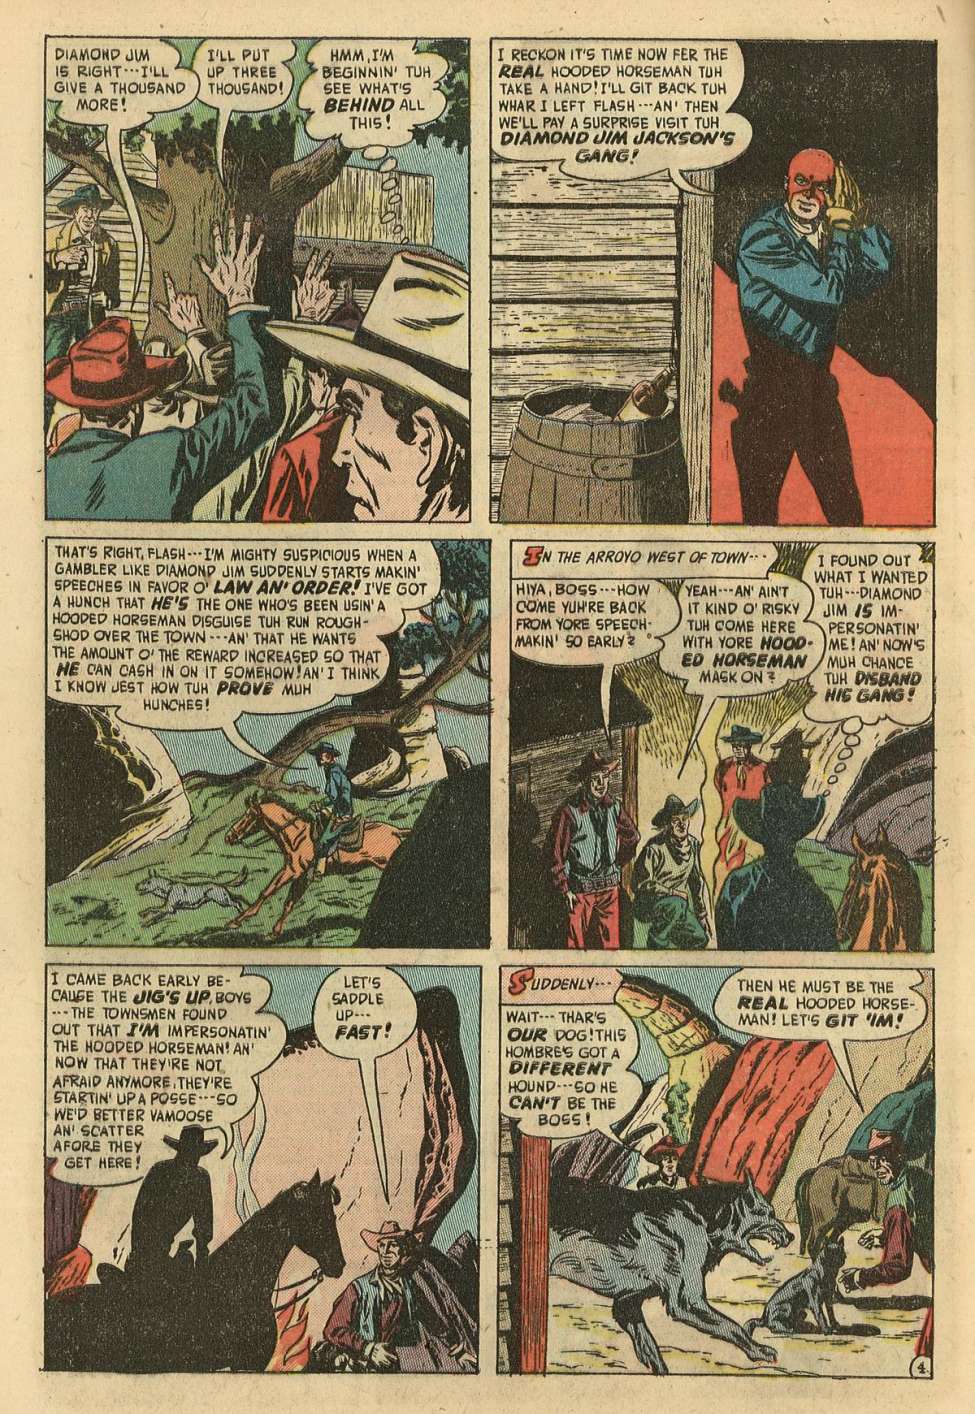 DIAMOND JIM
IS RIGHT---I'LL
GIVE A THOUSAND
MORE!
I'LL PUT
UP THREE
THOUSAND!
HMM, I'M
BEGINNIN' TUH
SEE WHAT'S
BEHIND ALL
THIS!
I RECKON IT'S TIME NOW FER THE
REAL HOODED HORSEMAN TUH
TAKE A HAND! I'LL GIT BACK TUH
WHAR I LEFT FLASH---AN' THEN
WE'LL PAY A SURPRISE VISIT TUH
DIAMOND JIM JACKSON'S
GANG!
THAT'S RIGHT, FLASH---I'M MIGHTY SUSPICIOUS WHEN A
GAMBLER LIKE DIAMOND JIM SUDDENLY STARTS MAKIN'
SPEECHES IN FAVOR O' LAW AN' ORDER! I'VE GOT
A HUNCH THAT HE'S THE ONE WHO'S BEEN USIN' A
HOODED HORSEMAN DISGUISE TUH RUN ROUGH-
SHOD OVER THE TOWN---AN' THAT HE WANTS
THE AMOUNT O' THE REWARD INCREASED SO THAT
HE CAN CASH IN ON IT SOMEHOW! AN' I THINK
I KNOW JEST HOW TUH PROVE MUH
HUNCHES!
IN THE ARROYO WEST OF TOWN---
HIYA, BOSS---HOW
COME YUH'RE BACK
FROM YORE SPEECH-
MAKIN' SO EARLY?
YEAH---AN' AIN'T
IT KIND O' RISKY
TUH COME HERE
WITH YORE HOOD-
ED HORSEMAN
MASK ON?
I FOUND OUT
WHAT I WANTED
TUH---DIAMOND
JIM IS IM-
PERSONATIN'
ME! AN' NOW'S
MUH CHANCE
TUH DISBAND
HIS GANG!
I CAME BACK EARLY BE-
CAUSE THE JIG'S UP, BOYS
---THE TOWNSMEN FOUND
OUT THAT I'M IMPERSONATIN'
THE HOODED HORSEMAN! AN'
NOW THAT THEY'RE NOT
AFRAID ANYMORE, THEY'RE
STARTIN' UP A POSSE---SO
WE'D BETTER VAMOOSE
AN' SCATTER
AFORE THEY
GET HERE!
LET'S
SADDLE
UP---
FAST!
SUDDENLY---
WAIT---THAR'S
OUR DOG! THIS
HOMBRE'S GOT A
DIFFERENT
HOUND---SO HE
CAN'T BE THE
BOSS!
THEN HE MUST BE THE
REAL HOODED HORSE-
MAN! LET'S GIT 'IM!
4